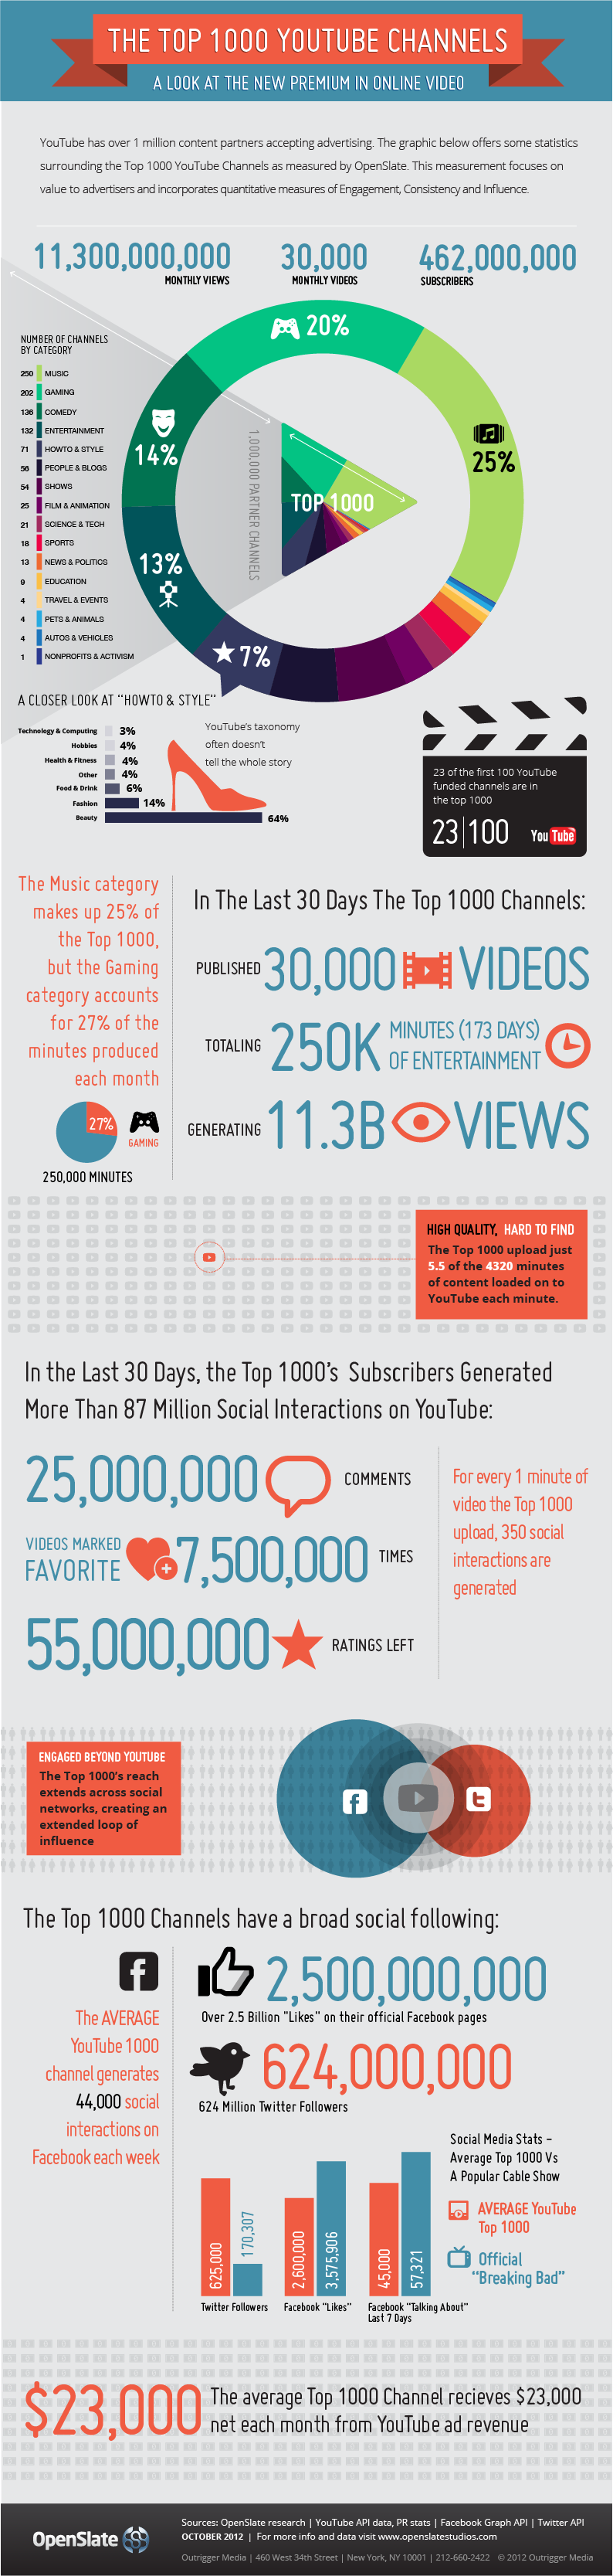 THE TOP 1000 YOUTUBE CHANNELS
A LOOK AT THE NEW PREMIUM IN ONLINE VIDEO
YouTube has over 1 million content partners accepting advertising. The graphic below offers some statistics
surrounding the Top 1000 YouTube Channels as measured by OpenSlate. This measurement focuses on
value to advertisers and incorporates quantitative measures of Engagement, Consistency and Influence.
11,300,000,000
MONTHLY VIEWS
30,000
MONTHLY VIDEOS
462,000,000
SUBSCRIBERS
NUMBER OF CHANNELS
BY CATEGORY
250 MUSIC
202 GAMING
136 COMEDY
132 ENTERTAINMENT
71 HOWTO & STYLE
56 PEOPLE & BLOGS
54 SHOWS
25 FILM & ANIMATION
21 SCIENCE & TECH
18 SPORTS
13 NEWS & POLITICS
9 EDUCATION
4 TRAVEL & EVENTS
4 PETS & ANIMALS
4 AUTOS & VEHICLES
1 NONPROFITS & ACTIVISM
20%
25%
14%
13%
7%
1,000,000 PARTNER CHANNELS
TOP 1000
A CLOSER LOOK AT "HOWTO & STYLE"
Technology & Computing 3%
Hobbies 4%
Health & Fitness 4%
Other 4%
Food & Drink 6%
Fashion 14%
Beauty 64%
YouTube's taxonomy
often doesn't
tell the whole story
23 of the first 100 YouTube
funded channels are in
the top 1000
23|100
YouTube
The Music category
makes up 25% of
the Top 1000,
but the Gaming
category accounts
for 27% of the
minutes produced
each month
27%
GAMING
250,000 MINUTES
In The Last 30 Days The Top 1000 Channels:
PUBLISHED 30,000 VIDEOS
TOTALING 250K MINUTES (173 DAYS)
OF ENTERTAINMENT
GENERATING 11.3B VIEWS
HIGH QUALITY, HARD TO FIND
The Top 1000 upload just
5.5 of the 4320 minutes
of content loaded on to
YouTube each minute.
In the Last 30 Days, the Top 1000's Subscribers Generated
More Than 87 Million Social Interactions on YouTube:
25,000,000 COMMENTS
VIDEOS MARKED
FAVORITE 7,500,000 TIMES
55,000,000 RATINGS LEFT
For every 1 minute of
video the Top 1000
upload, 350 social
interactions are
generated
ENGAGED BEYOND YOUTUBE
The Top 1000's reach
extends across social
networks, creating an
extended loop of
influence
f
t
The Top 1000 Channels have a broad social following:
f
The AVERAGE
YouTube 1000
channel generates
44,000 social
interactions on
Facebook each week
2,500,000,000
Over 2.5 Billion "Likes" on their official Facebook pages
624,000,000
624 Million Twitter Followers
Social Media Stats -
Average Top 1000 Vs
A Popular Cable Show
AVERAGE YouTube
Top 1000
Official
"Breaking Bad"
625,000
170,307
Twitter Followers
2,600,000
3,575,906
Facebook "Likes"
45,000
57,321
Facebook "Talking About"
Last 7 Days
$23,000
The average Top 1000 Channel recieves $23,000
net each month from YouTube ad revenue
OpenSlate
Sources: OpenSlate research | YouTube API data, PR stats | Facebook Graph API | Twitter API
OCTOBER 2012 | For more info and data visit www.openslatestudios.com
Outrigger Media | 460 West 34th Street | New York, NY 10001 | 212-660-2422 © 2012 Outrigger Media